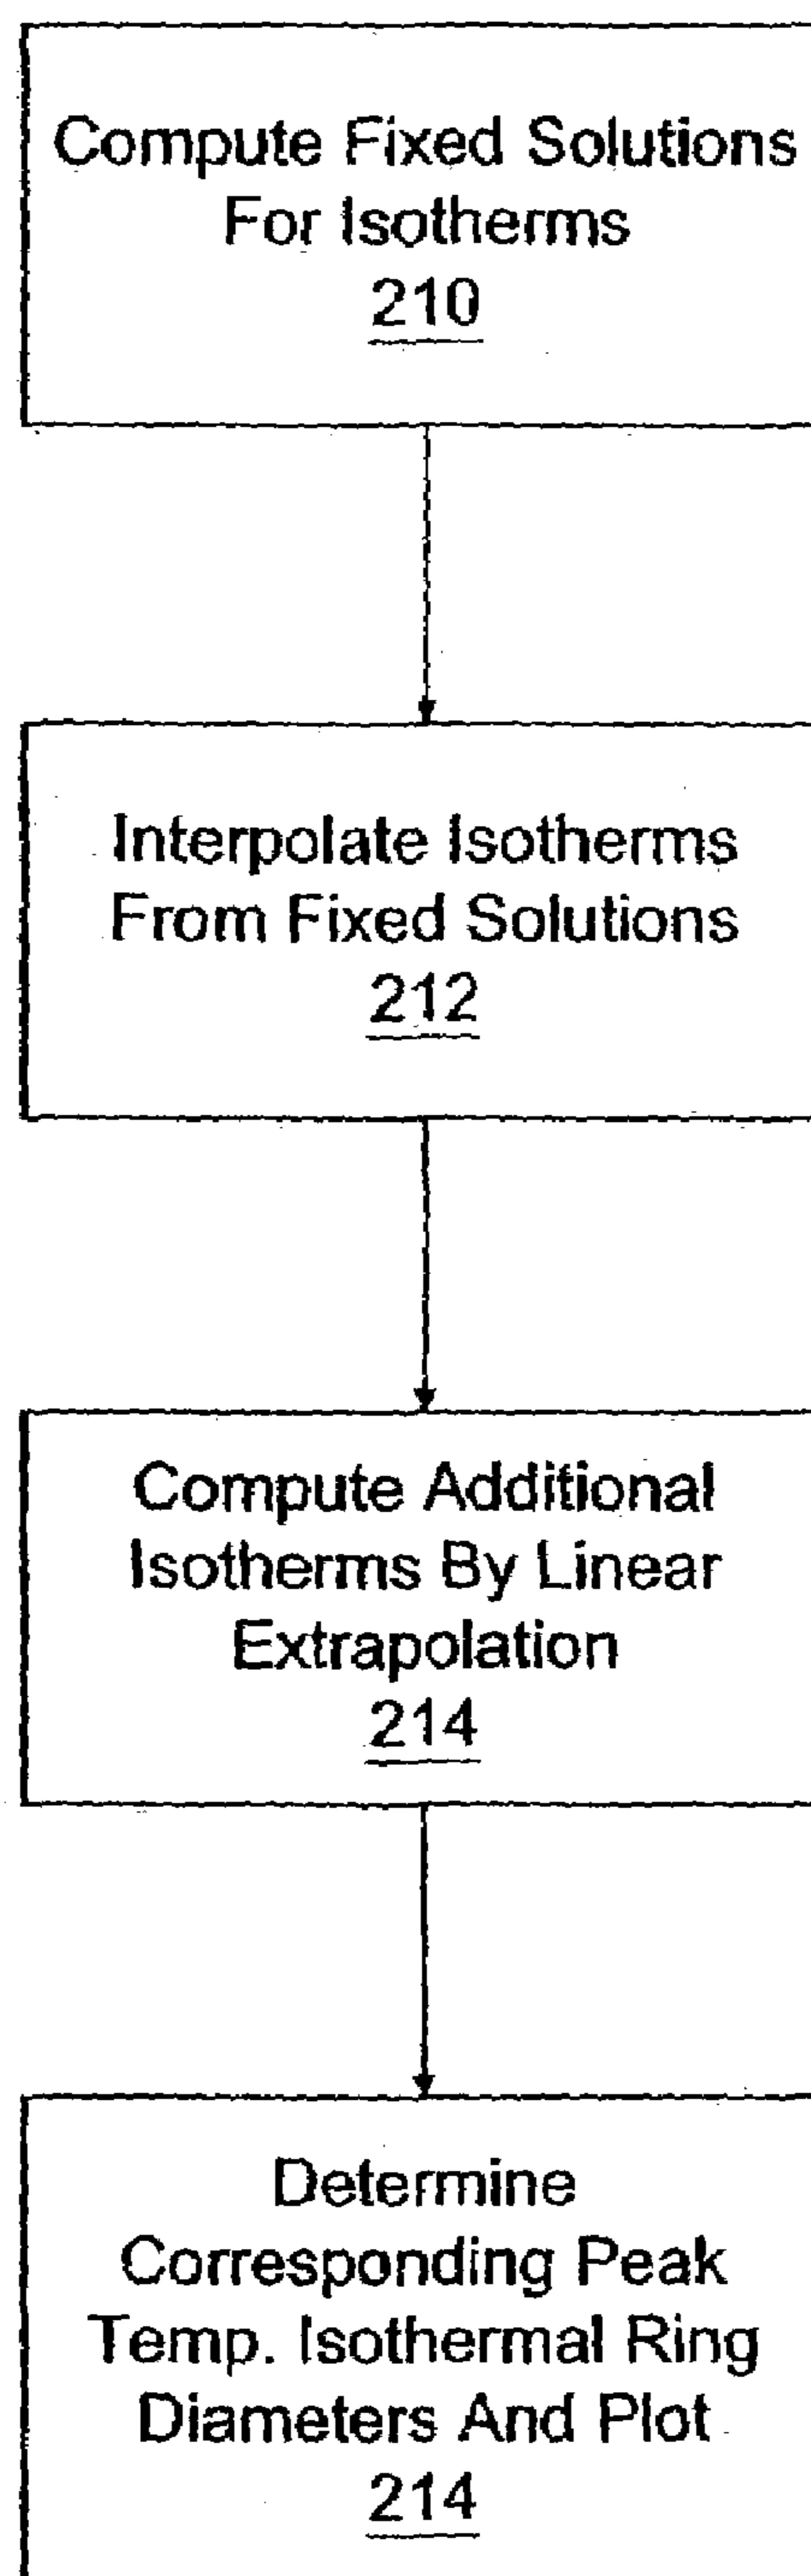 Compute Fixed Solutions
For Isotherms
210
Interpolate Isotherms
From Fixed Solutions
212
Compute Additional
Isotherms By Linear
Extrapolation
214
Determine
Corresponding Peak
Temp. Isothermal Ring
Diameters And Plot
214